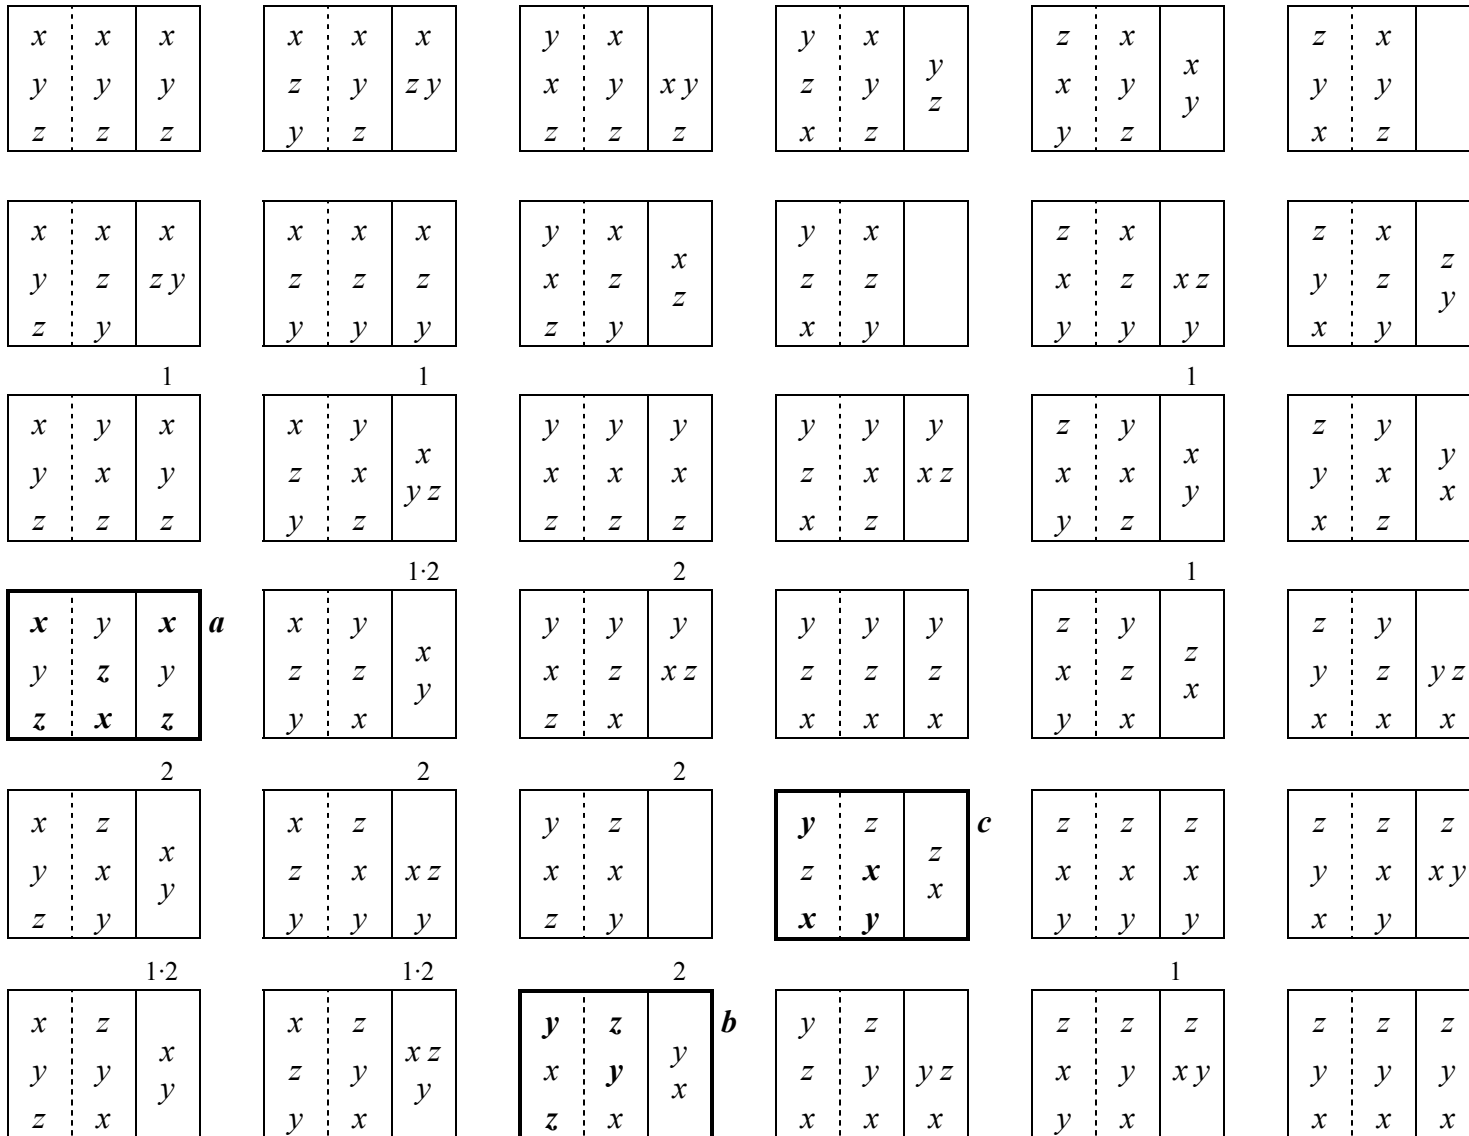 x x x x x x y x y x z x z x
y y y z y z y x y x y z y y x y x y y
z z z y z z z x z z y z y x z
x x x x x x y x x z x z x z
y z z y z z z x z z z z x z x z y z y
z y y y y z y x y y y y x y
1 1 1
x y x x y x y y y y y y z y x z y y
y x y z x y z x x x z x x z x x y y x x
z z z y z z z z x z y z x z
1·2 2 1
x y x a x y x y y y y y y z y z z y
y z y z z y x z x z z z z x z x y z y z
z x z y x z x x x x y x x x x
2 2 2
x z x x z y z y z z c z z z z z z
y x y z x x z x x z x x x x x y x x y
z y y y y z y x y y y y x y
1·2 1·2 2 1
x z x x z x z y z y b y z z z z z z z
y y y z y y x y x z y y z x y x y y y y
z x y x z x x x x y x x x x